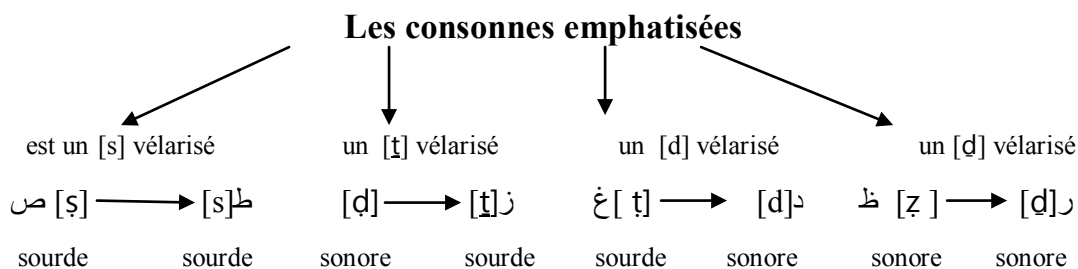 Les consonnes emphatisées
est un [s] vélarisé un [ṯ] vélarisé un [d] vélarisé un [ḏ] vélarisé
ص [ṣ] [s]ط [ḍ] [ṯ]ز غ[ ṭ] [d]د ظ [ẓ ] [ḏ]ر
sourde sourde sonore sourde sourde sonore sonore sonore